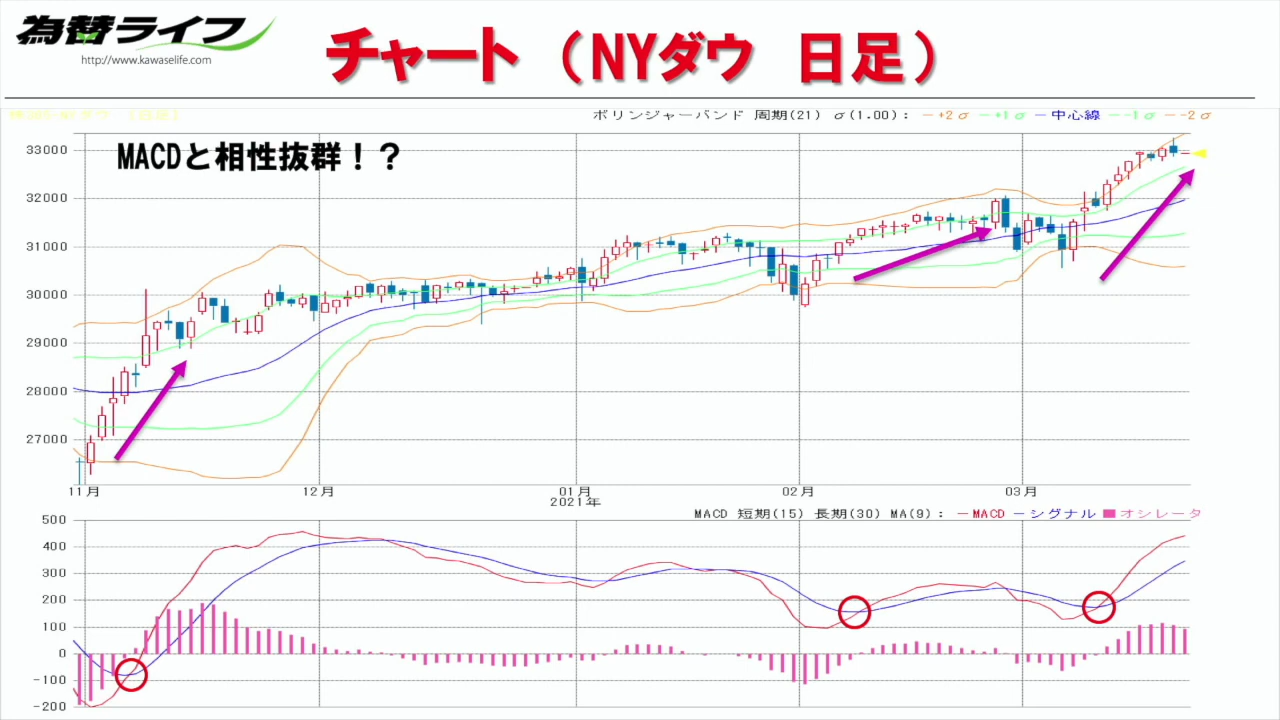 為替ライフ
http://www.kawaselife.com
チャート（NYダウ　日足）
ボリンジャーバンド 周期(21) σ(1.00): －+2σ －+1σ －中心線 －-1σ －-2σ
MACDと相性抜群！？
33000
32000
31000
30000
29000
28000
27000
11月 12月 01月 02月 03月
2021年
MACD 短期(15) 長期(30) MA(9): －MACD －シグナル ■オシレータ
500
400
300
200
100
0
-100
-200